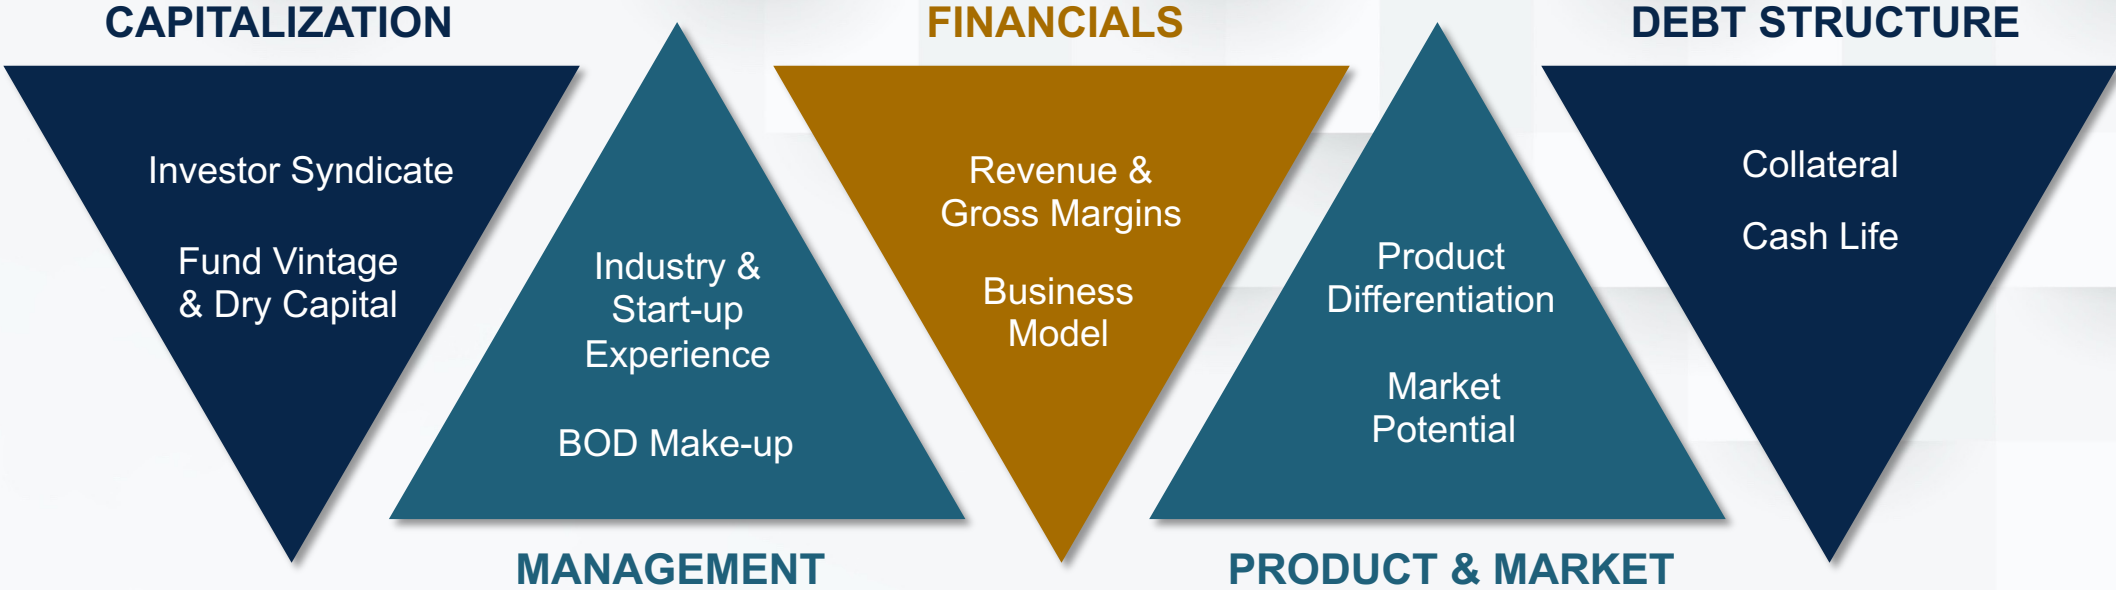 CAPITALIZATION
Investor Syndicate
Fund Vintage
& Dry Capital
Industry &
Start-up
Experience
BOD Make-up
MANAGEMENT
FINANCIALS
Revenue &
Gross Margins
Business
Model
Product
Differentiation
Market
Potential
PRODUCT & MARKET
DEBT STRUCTURE
Collateral
Cash Life